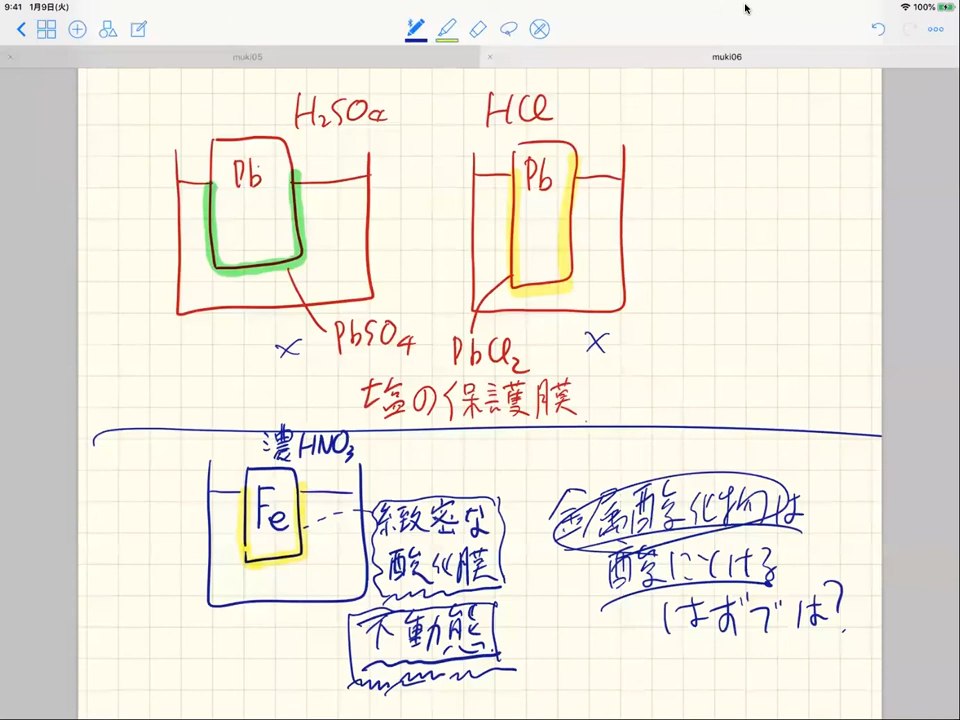 9:41 1月9日(火)
100%
muki05
muki06
H₂SO₄
HCl
Pb
Pb
PbSO₄
PbCl₂
×
×
塩の保護膜
濃HNO₃
Fe
緻密な
酸化膜
不動態
金属酸化物は
酸にとける
はずでは?